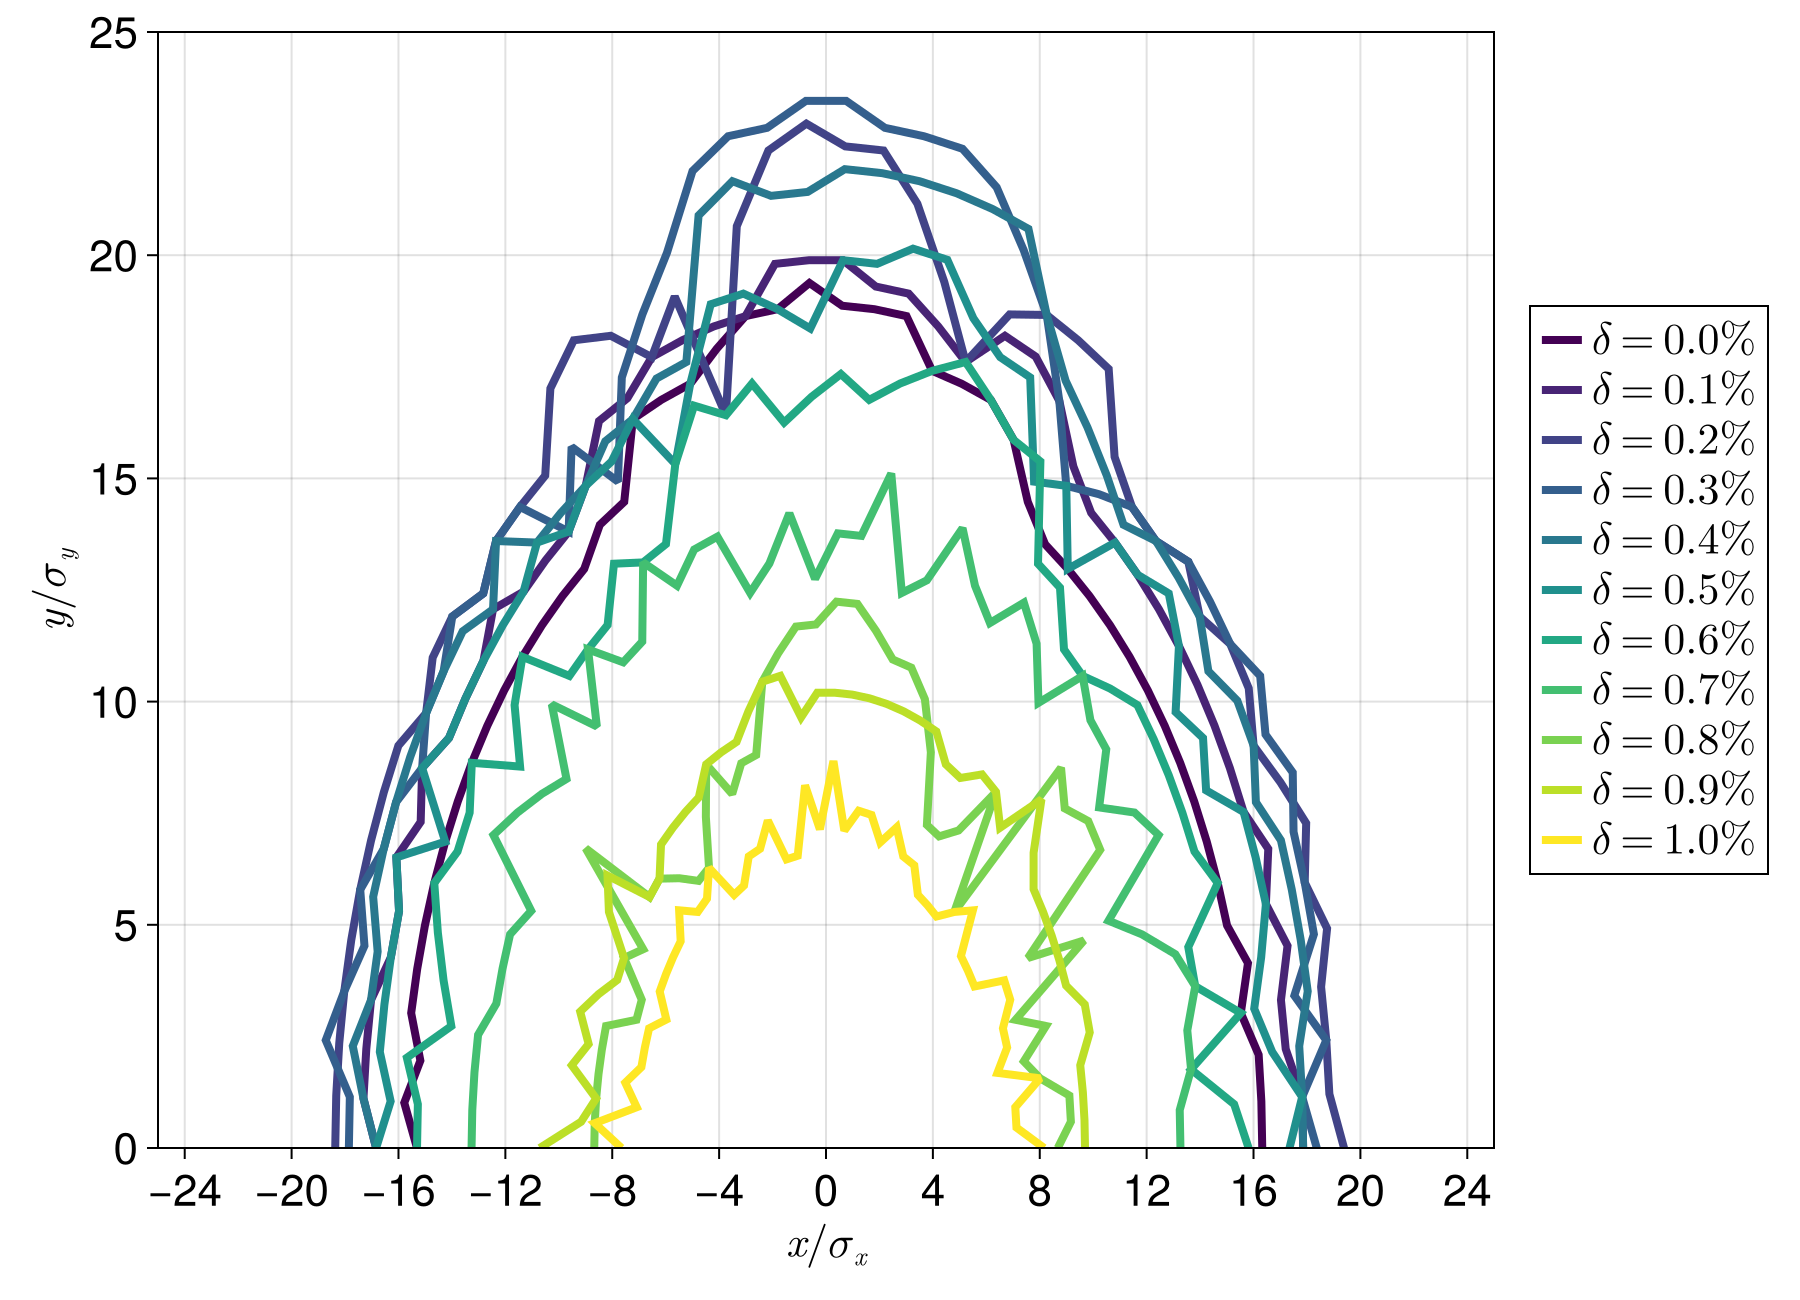 25
20
15
10
5
0
−24 −20 −16 −12 −8 −4 0 4 8 12 16 20 24
x/σ_x
y/σ_y
δ = 0.0%
δ = 0.1%
δ = 0.2%
δ = 0.3%
δ = 0.4%
δ = 0.5%
δ = 0.6%
δ = 0.7%
δ = 0.8%
δ = 0.9%
δ = 1.0%